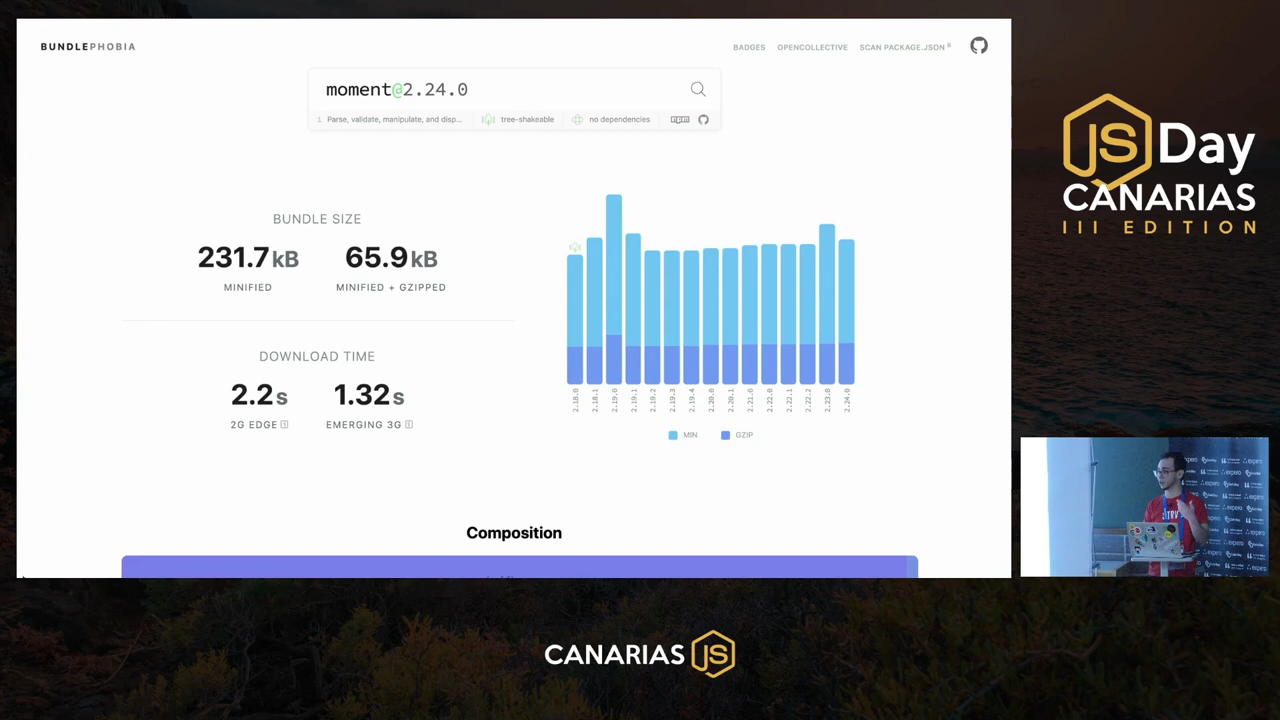 BUNDLEPHOBIA
BADGES OPENCOLLECTIVE SCAN PACKAGE.JSON β
moment@2.24.0
1. Parse, validate, manipulate, and disp... tree-shakeable no dependencies npm
BUNDLE SIZE
231.7 kB 65.9 kB
MINIFIED MINIFIED + GZIPPED
DOWNLOAD TIME
2.2 s 1.32 s
2G EDGE EMERGING 3G
2.18.0 2.18.1 2.19.0 2.19.1 2.19.2 2.19.3 2.19.4 2.20.0 2.20.1 2.21.0 2.22.0 2.22.1 2.22.2 2.23.0 2.24.0
MIN GZIP
Composition
JS Day
CANARIAS
III EDITION
CANARIAS JS